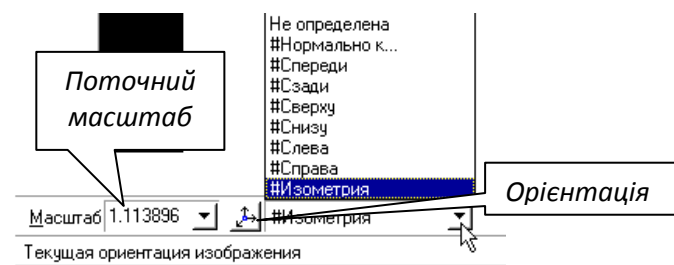 Не определена
#Нормально к...
#Спереди
#Сзади
#Сверху
#Снизу
#Слева
#Справа
#Изометрия
Поточний
масштаб
Орієнтація
Масштаб 1.113896 #Изометрия
Текущая ориентация изображения